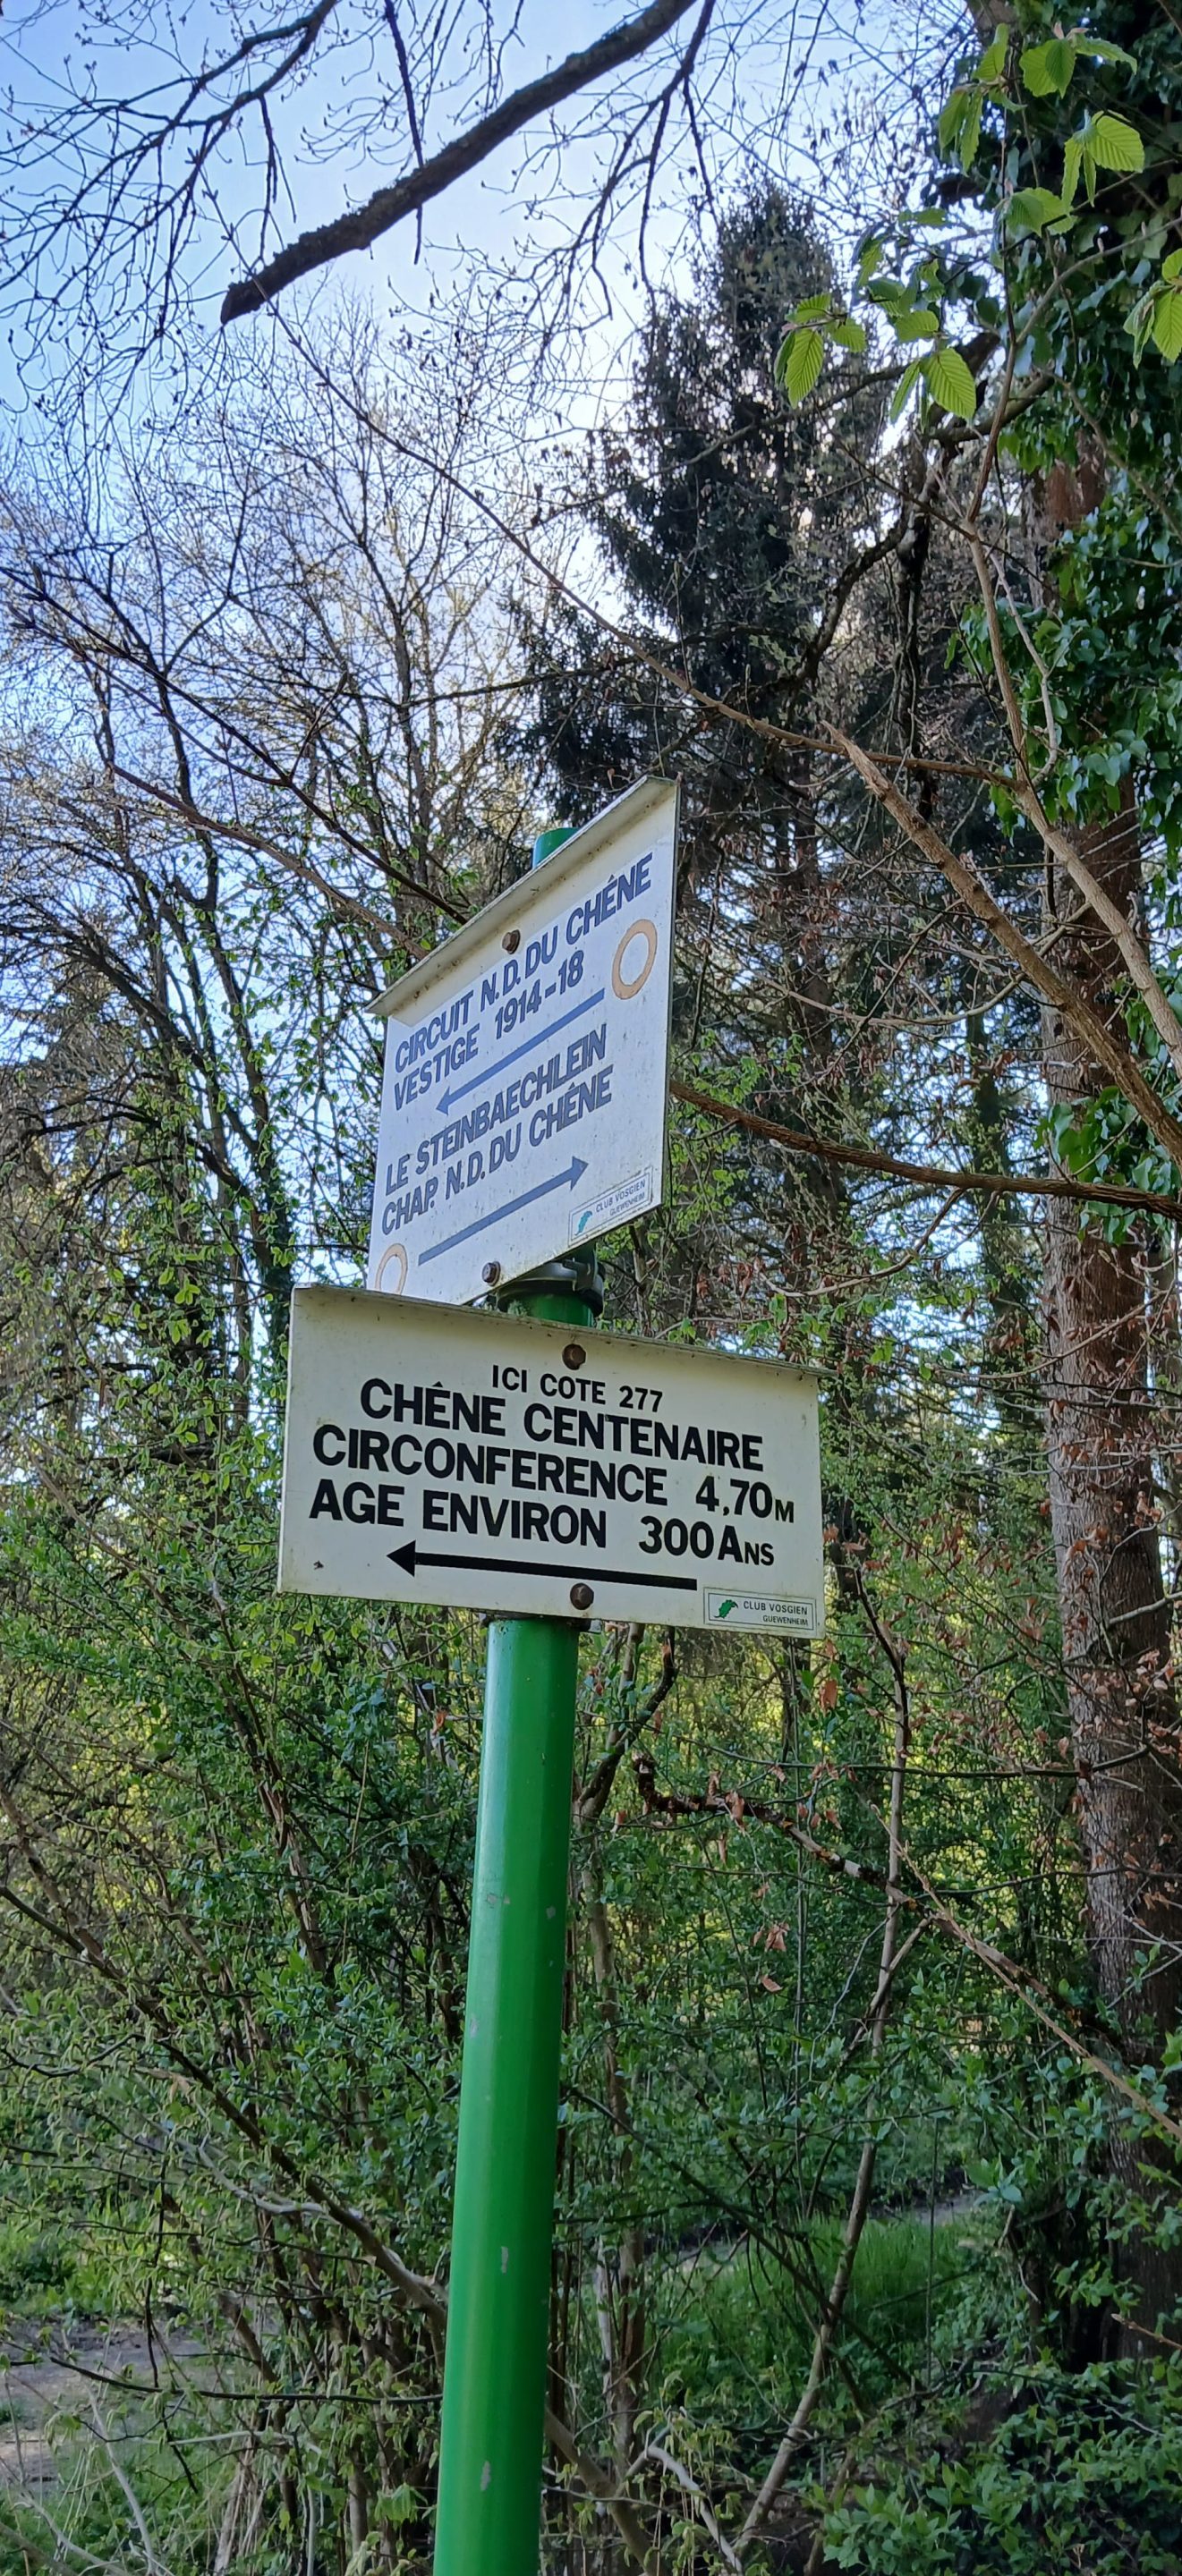 CIRCUIT N.D. DU CHÊNE
VESTIGE 1914-18
LE STEINBAECHLEIN
CHAP. N.D. DU CHÊNE
CLUB VOSGIEN
GUEWENHEIM
ICI COTE 277
CHÊNE CENTENAIRE
CIRCONFERENCE 4,70M
AGE ENVIRON 300ANS
CLUB VOSGIEN
GUEWENHEIM